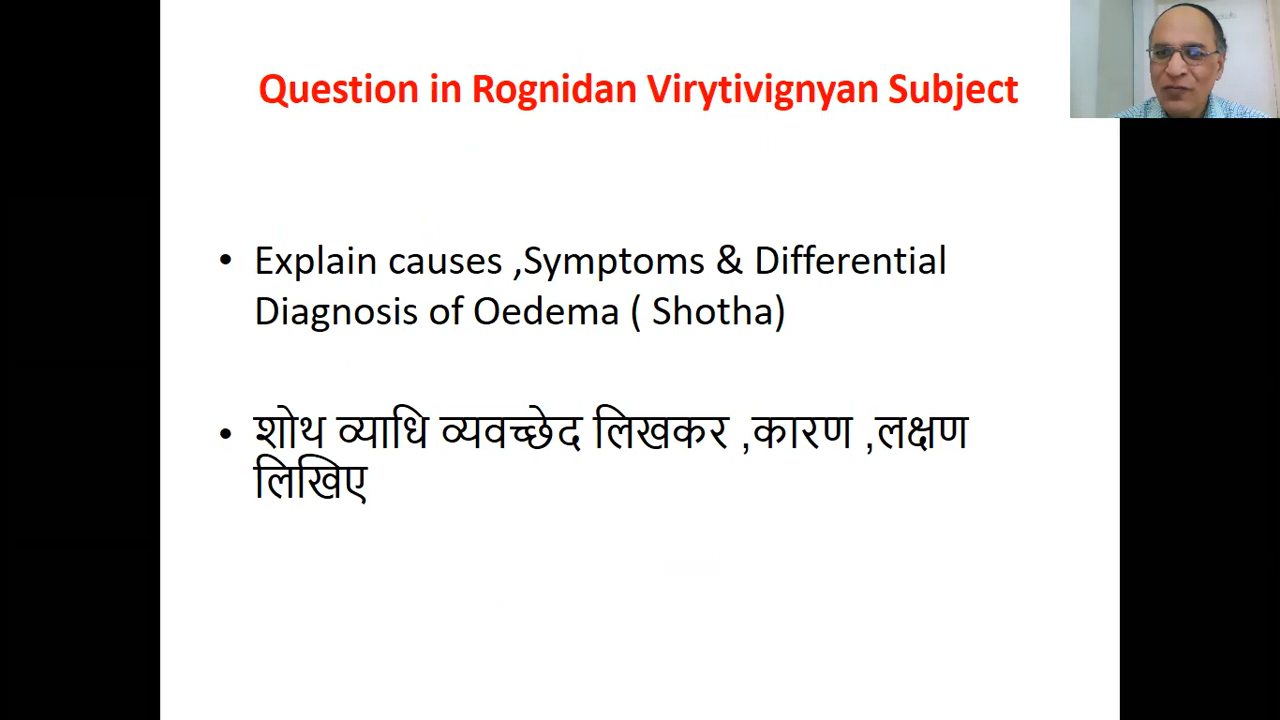 Question in Rognidan Virytivignyan Subject
• Explain causes ,Symptoms & Differential
Diagnosis of Oedema ( Shotha)
• शोथ व्याधि व्यवच्छेद लिखकर ,कारण ,लक्षण
लिखिए